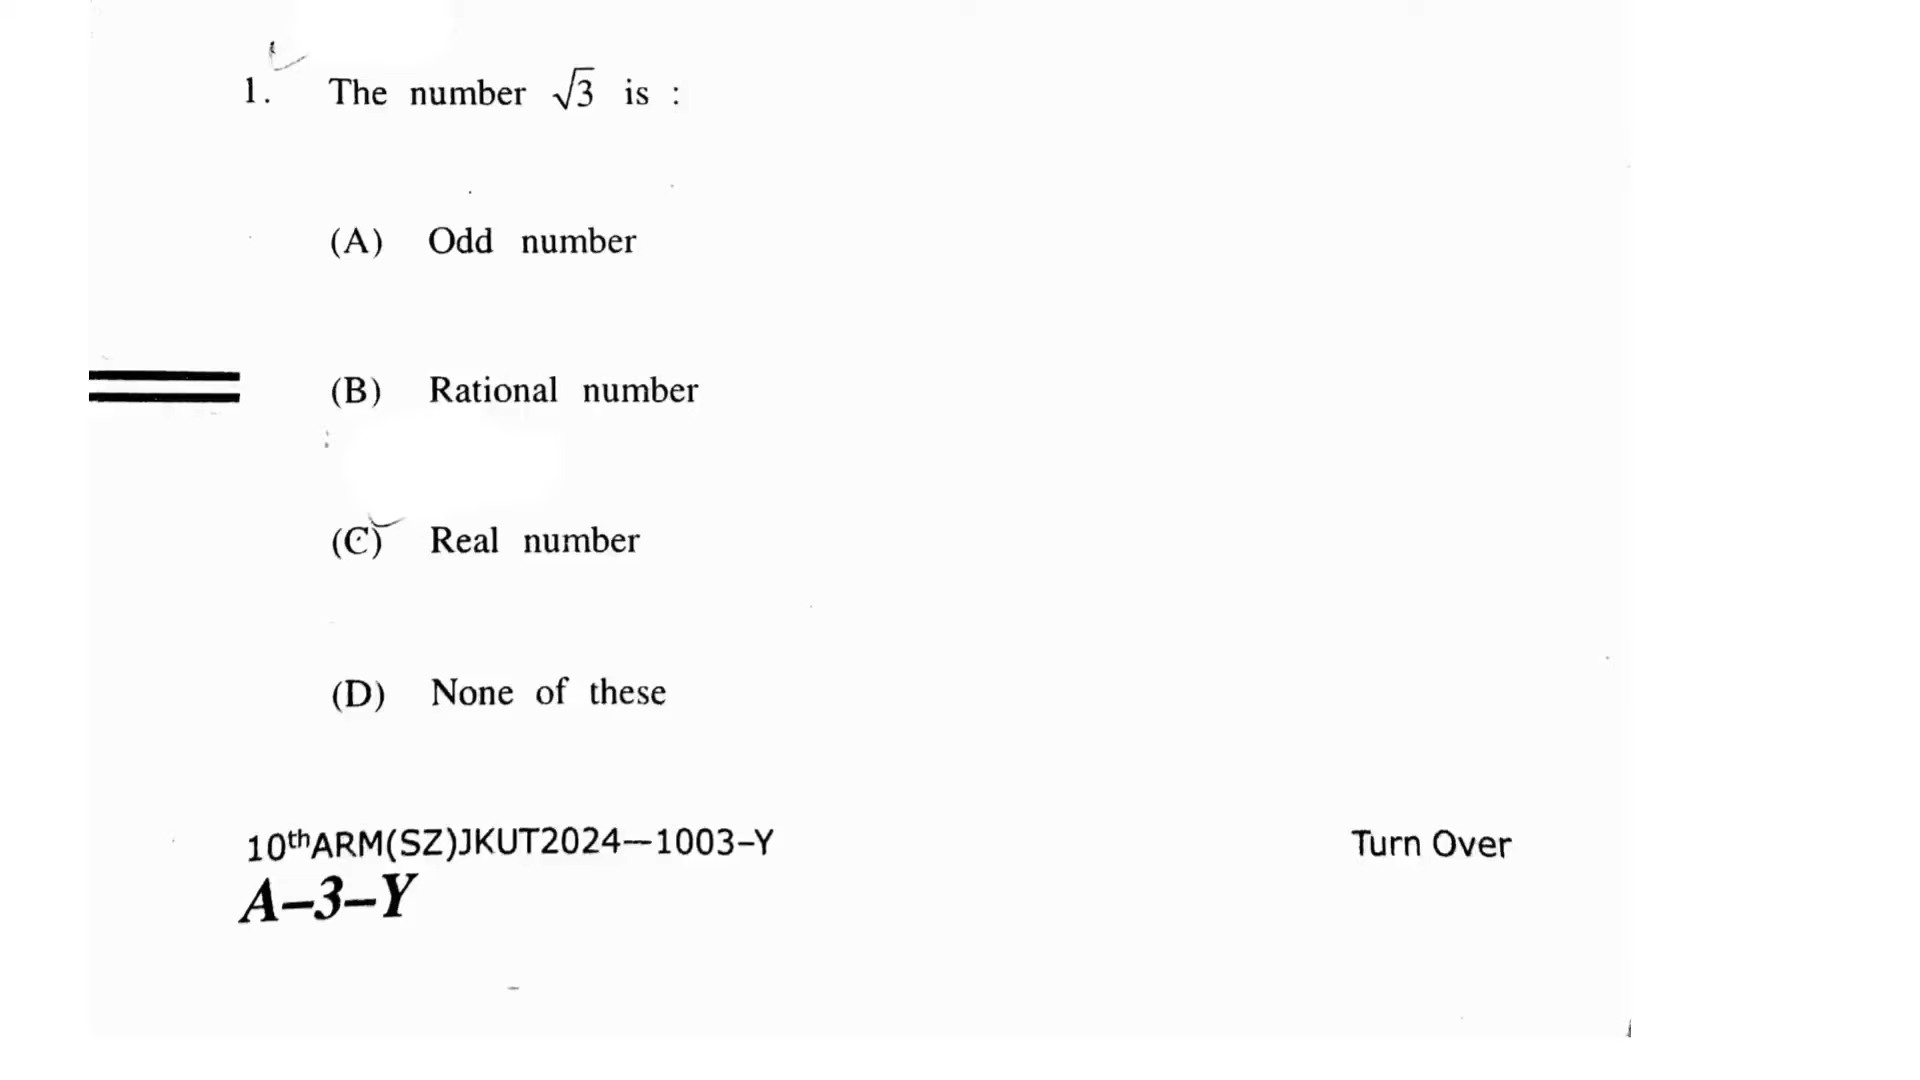 1. The number √3 is :
(A) Odd number
(B) Rational number
(C) Real number
(D) None of these
10thARM(SZ)JKUT2024—1003–Y Turn Over
A–3–Y